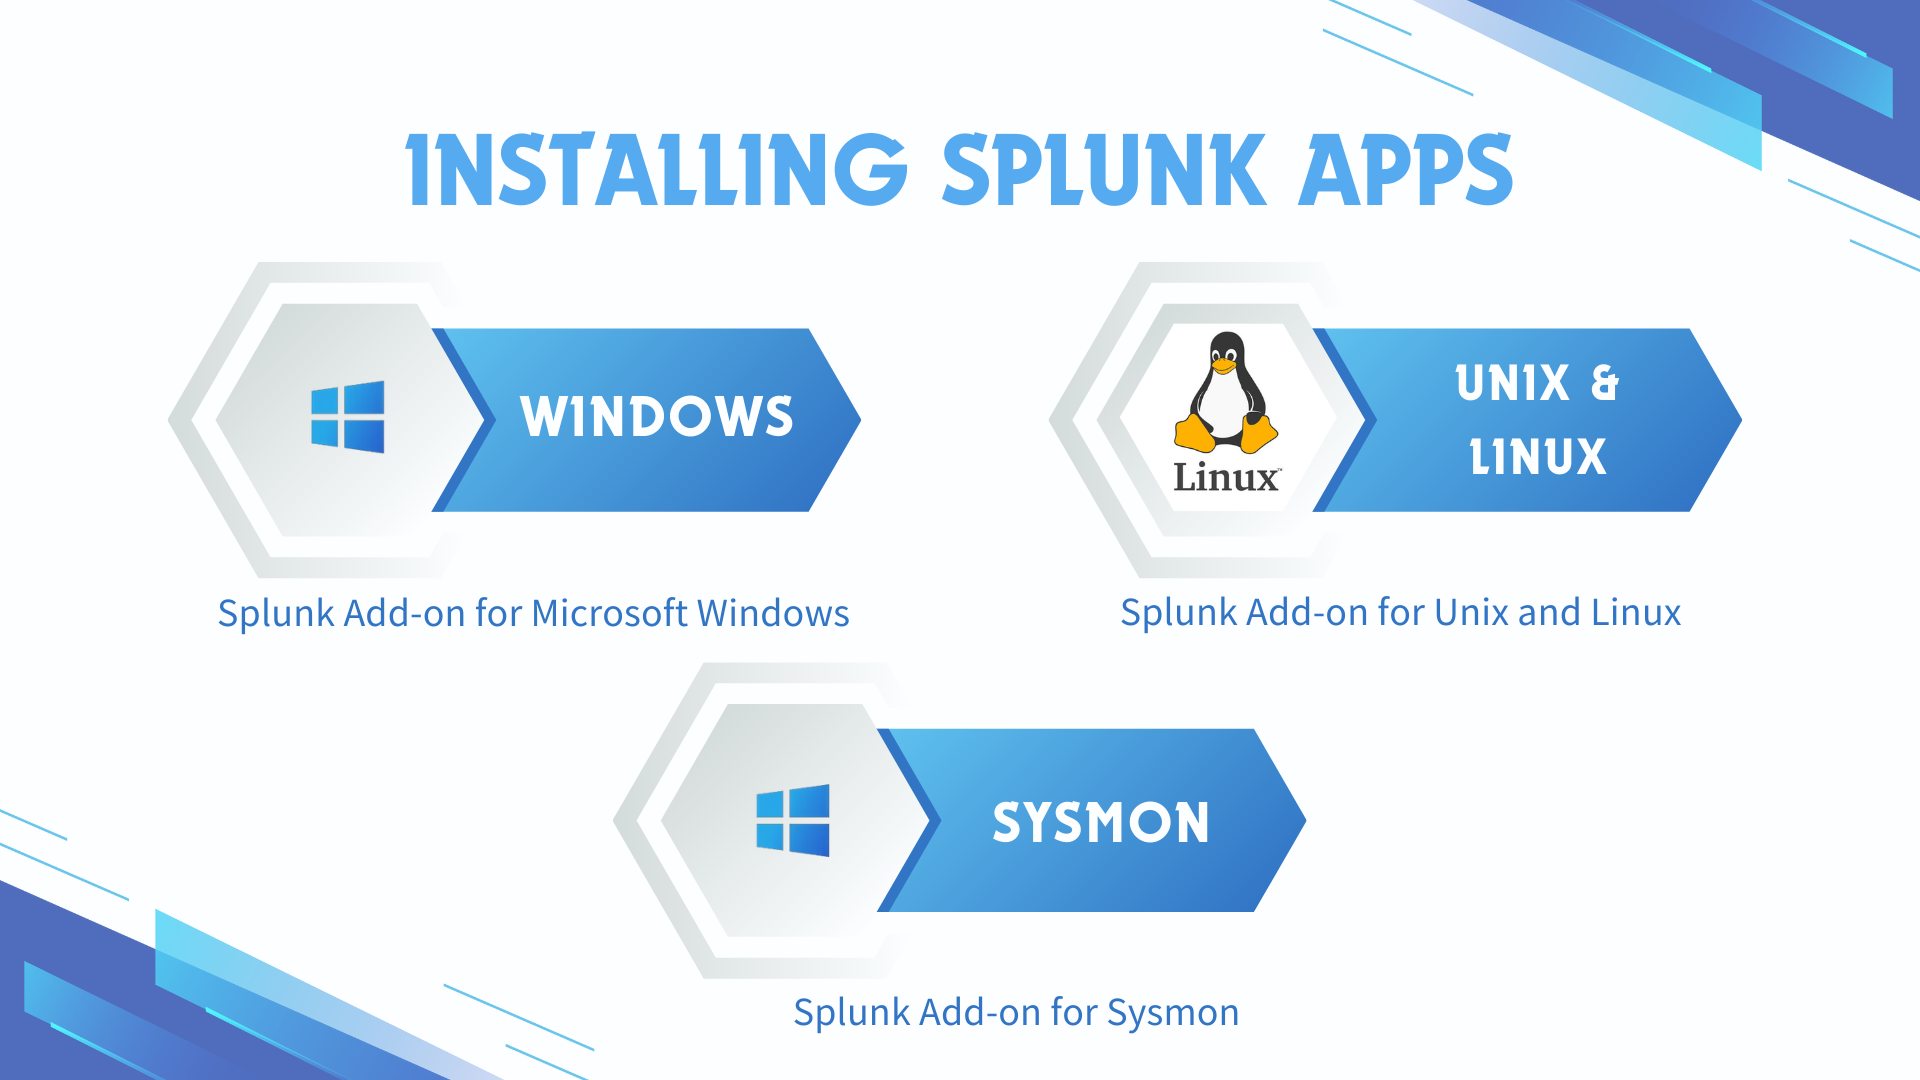 INSTALLING SPLUNK APPS
WINDOWS
Splunk Add-on for Microsoft Windows
Linux™
UNIX &
LINUX
Splunk Add-on for Unix and Linux
SYSMON
Splunk Add-on for Sysmon